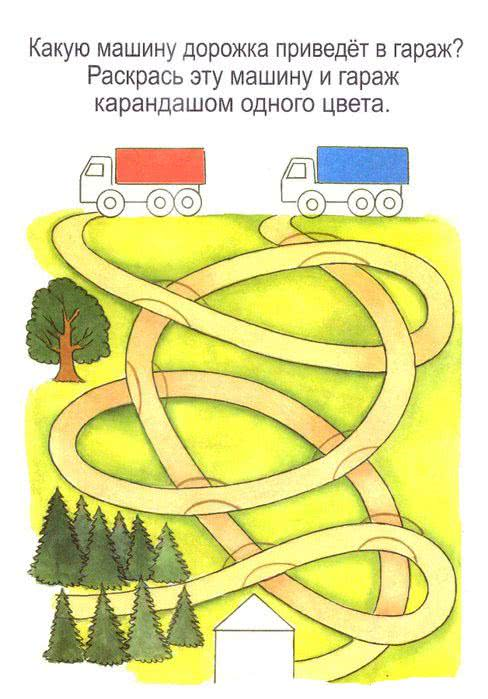 Какую машину дорожка приведёт в гараж?
Раскрась эту машину и гараж
карандашом одного цвета.